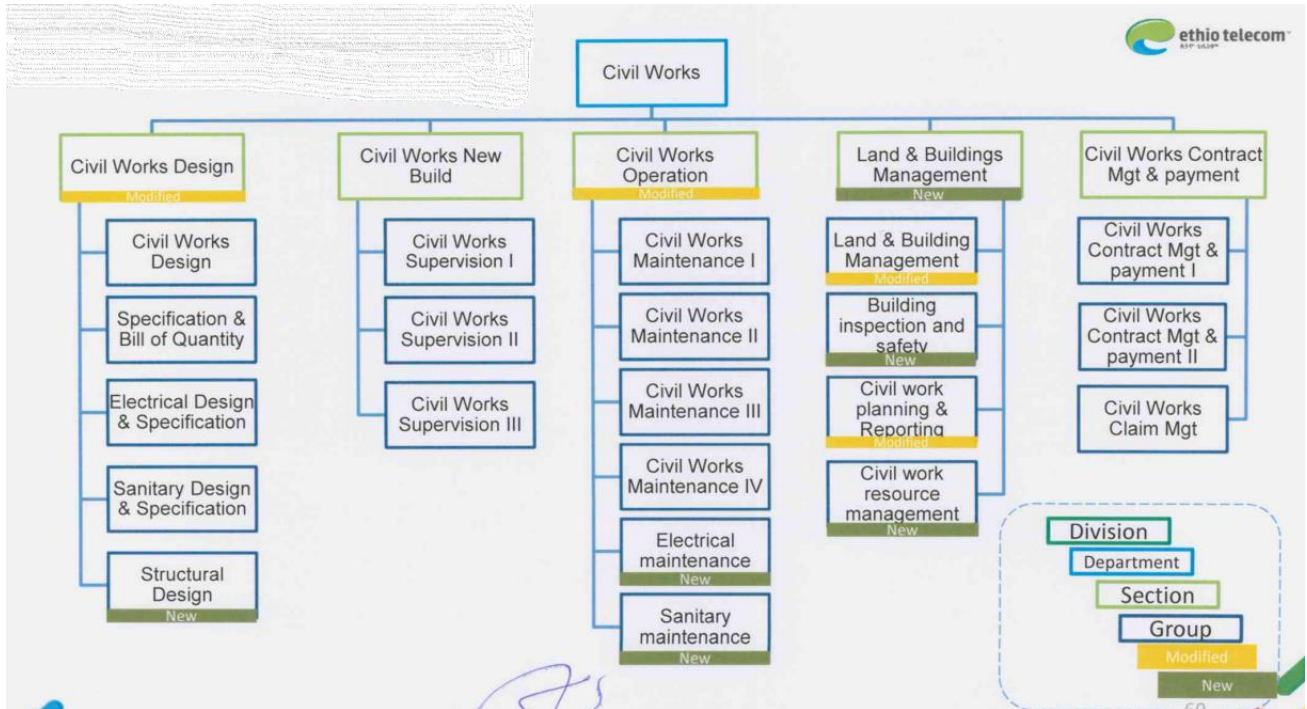 ethio telecom
Civil Works
Civil Works Design
Modified
Civil Works
Design
Specification &
Bill of Quantity
Electrical Design
& Specification
Sanitary Design
& Specification
Structural
Design
New
Civil Works New
Build
Civil Works
Supervision I
Civil Works
Supervision II
Civil Works
Supervision III
Civil Works
Operation
Modified
Civil Works
Maintenance I
Civil Works
Maintenance II
Civil Works
Maintenance III
Civil Works
Maintenance IV
Electrical
maintenance
New
Sanitary
maintenance
New
Land & Buildings
Management
New
Land & Building
Management
Modified
Building
inspection and
safety
New
Civil work
planning &
Reporting
Modified
Civil work
resource
management
New
Civil Works Contract
Mgt & payment
Civil Works
Contract Mgt &
payment I
Civil Works
Contract Mgt &
payment II
Civil Works
Claim Mgt
Division
Department
Section
Group
Modified
New